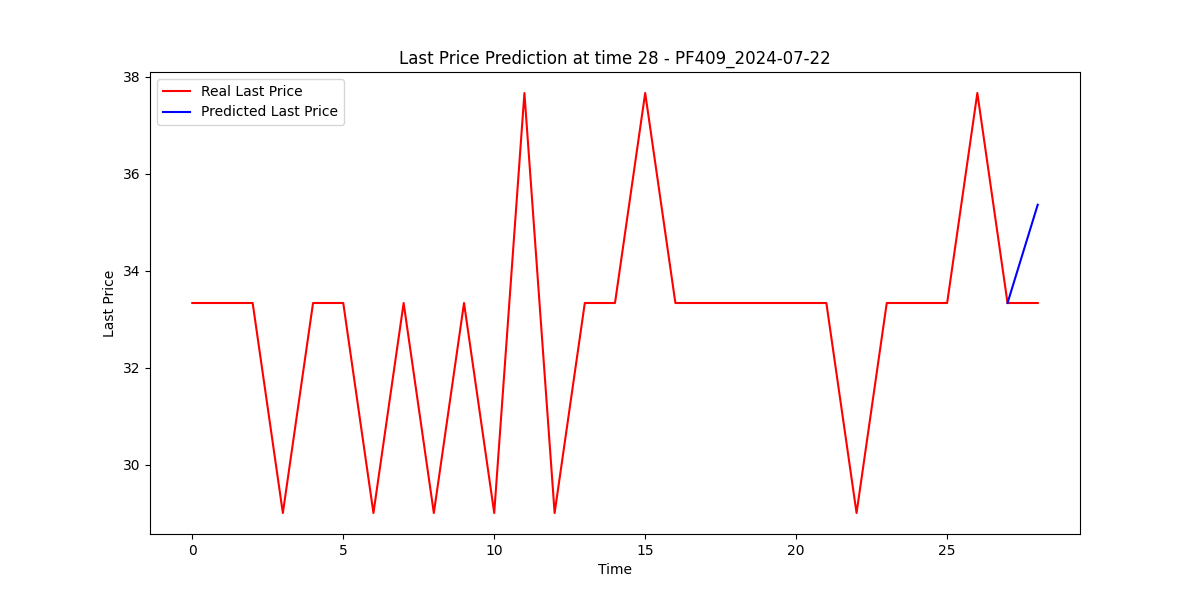 Last Price Prediction at time 28 - PF409_2024-07-22
Real Last Price
Predicted Last Price
38
36
34
32
30
Last Price
0 5 10 15 20 25
Time